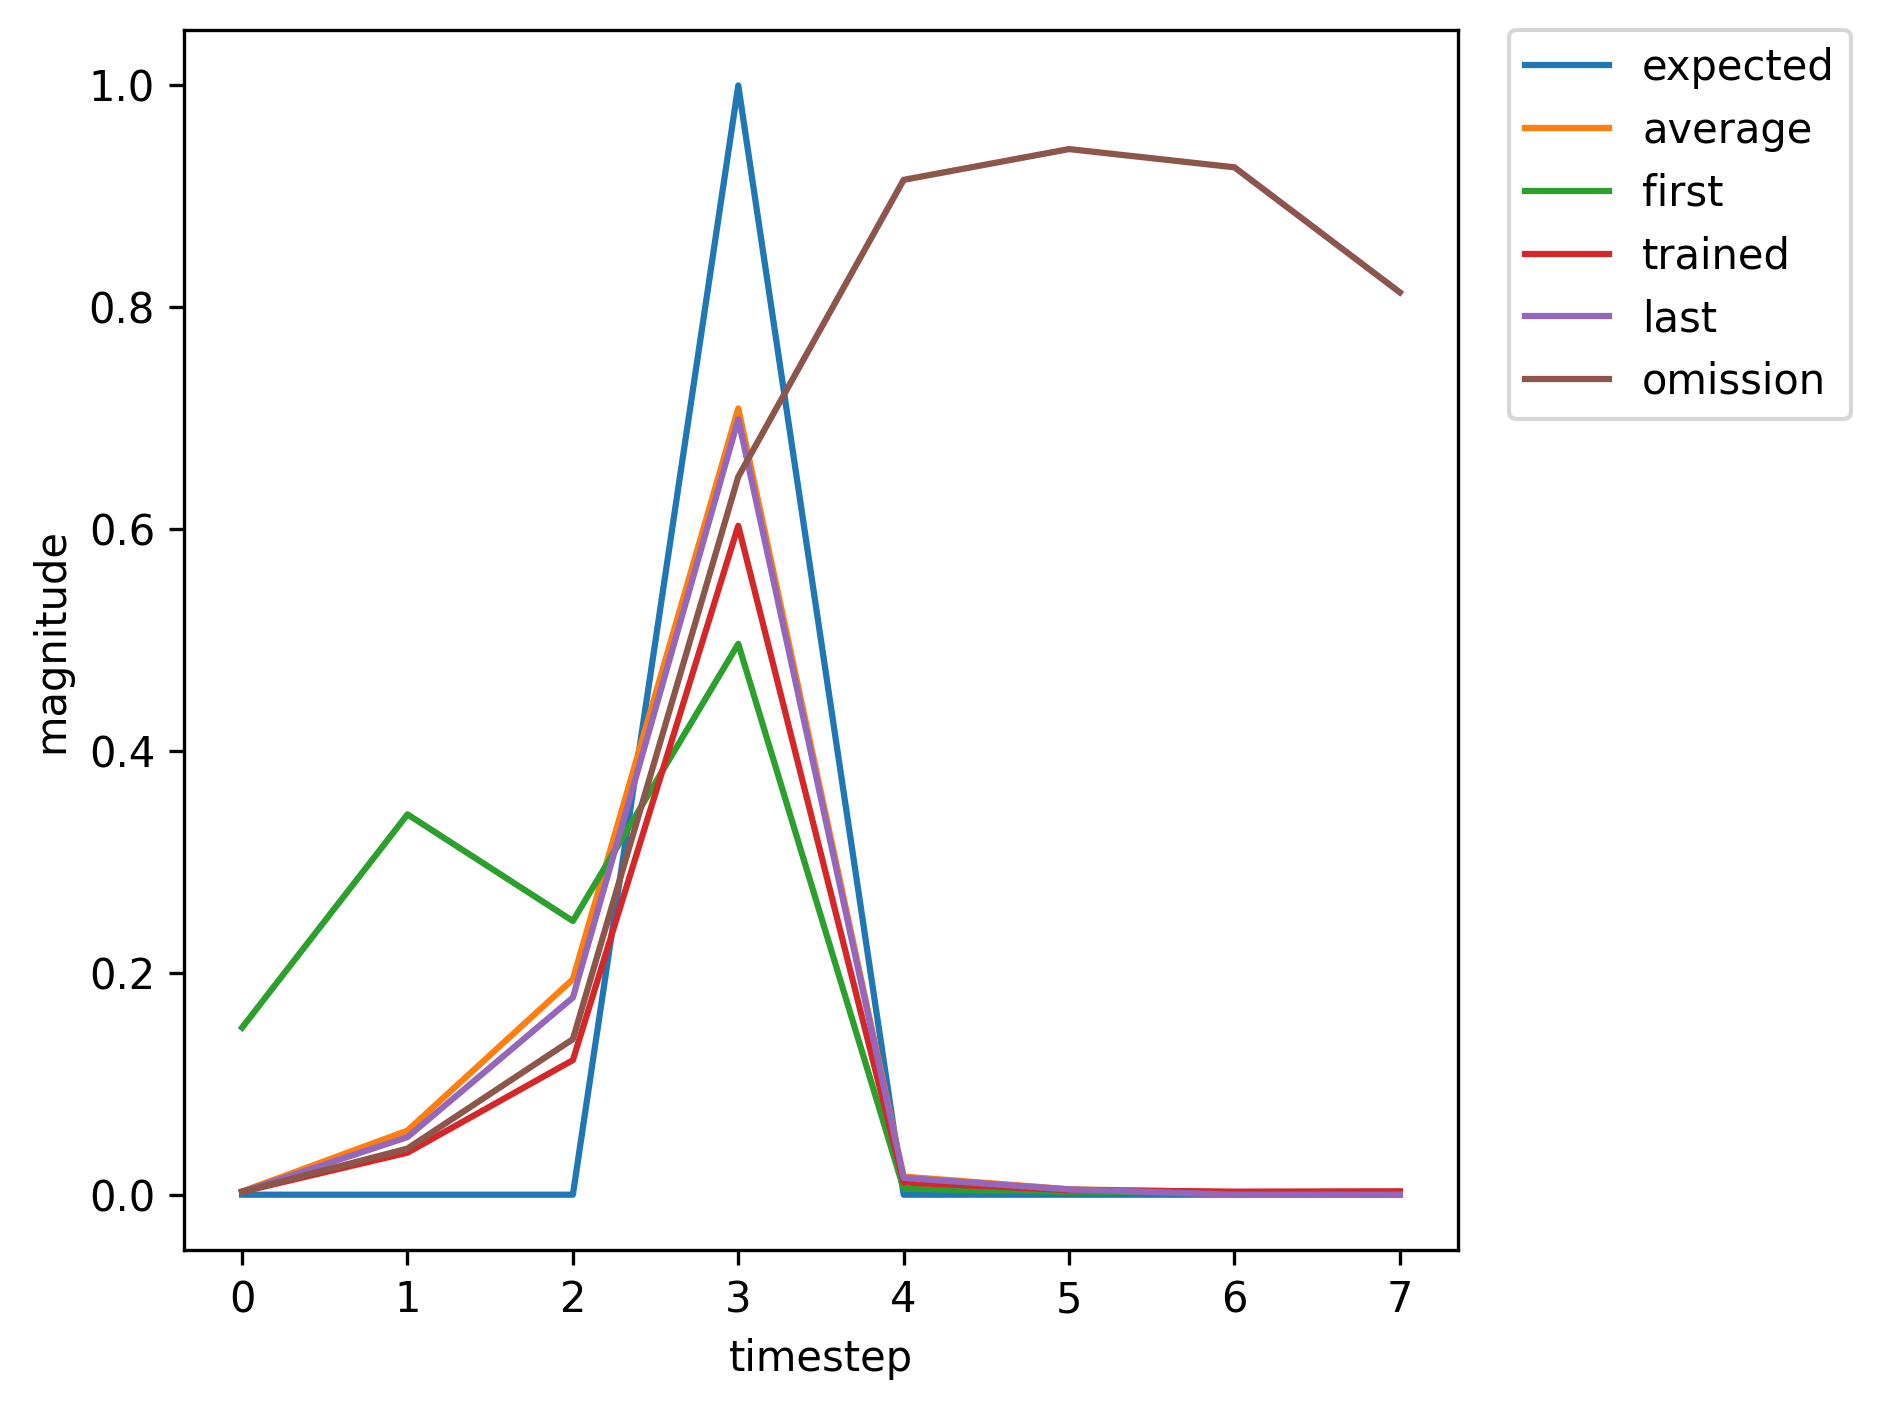 1.0
0.8
0.6
0.4
0.2
0.0
magnitude
0 1 2 3 4 5 6 7
timestep
expected
average
first
trained
last
omission